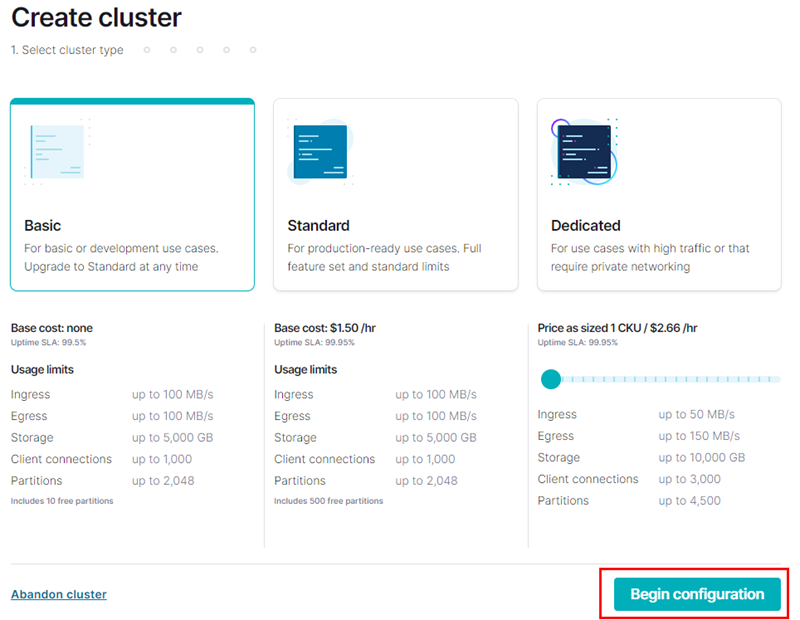 Create cluster
1. Select cluster type
Basic
For basic or development use cases.
Upgrade to Standard at any time
Standard
For production-ready use cases. Full
feature set and standard limits
Dedicated
For use cases with high traffic or that
require private networking
Base cost: none
Uptime SLA: 99.5%
Usage limits
Ingress up to 100 MB/s
Egress up to 100 MB/s
Storage up to 5,000 GB
Client connections up to 1,000
Partitions up to 2,048
Includes 10 free partitions
Base cost: $1.50 /hr
Uptime SLA: 99.95%
Usage limits
Ingress up to 100 MB/s
Egress up to 100 MB/s
Storage up to 5,000 GB
Client connections up to 1,000
Partitions up to 2,048
Includes 500 free partitions
Price as sized 1 CKU / $2.66 /hr
Uptime SLA: 99.95%
Ingress up to 50 MB/s
Egress up to 150 MB/s
Storage up to 10,000 GB
Client connections up to 3,000
Partitions up to 4,500
Abandon cluster
Begin configuration